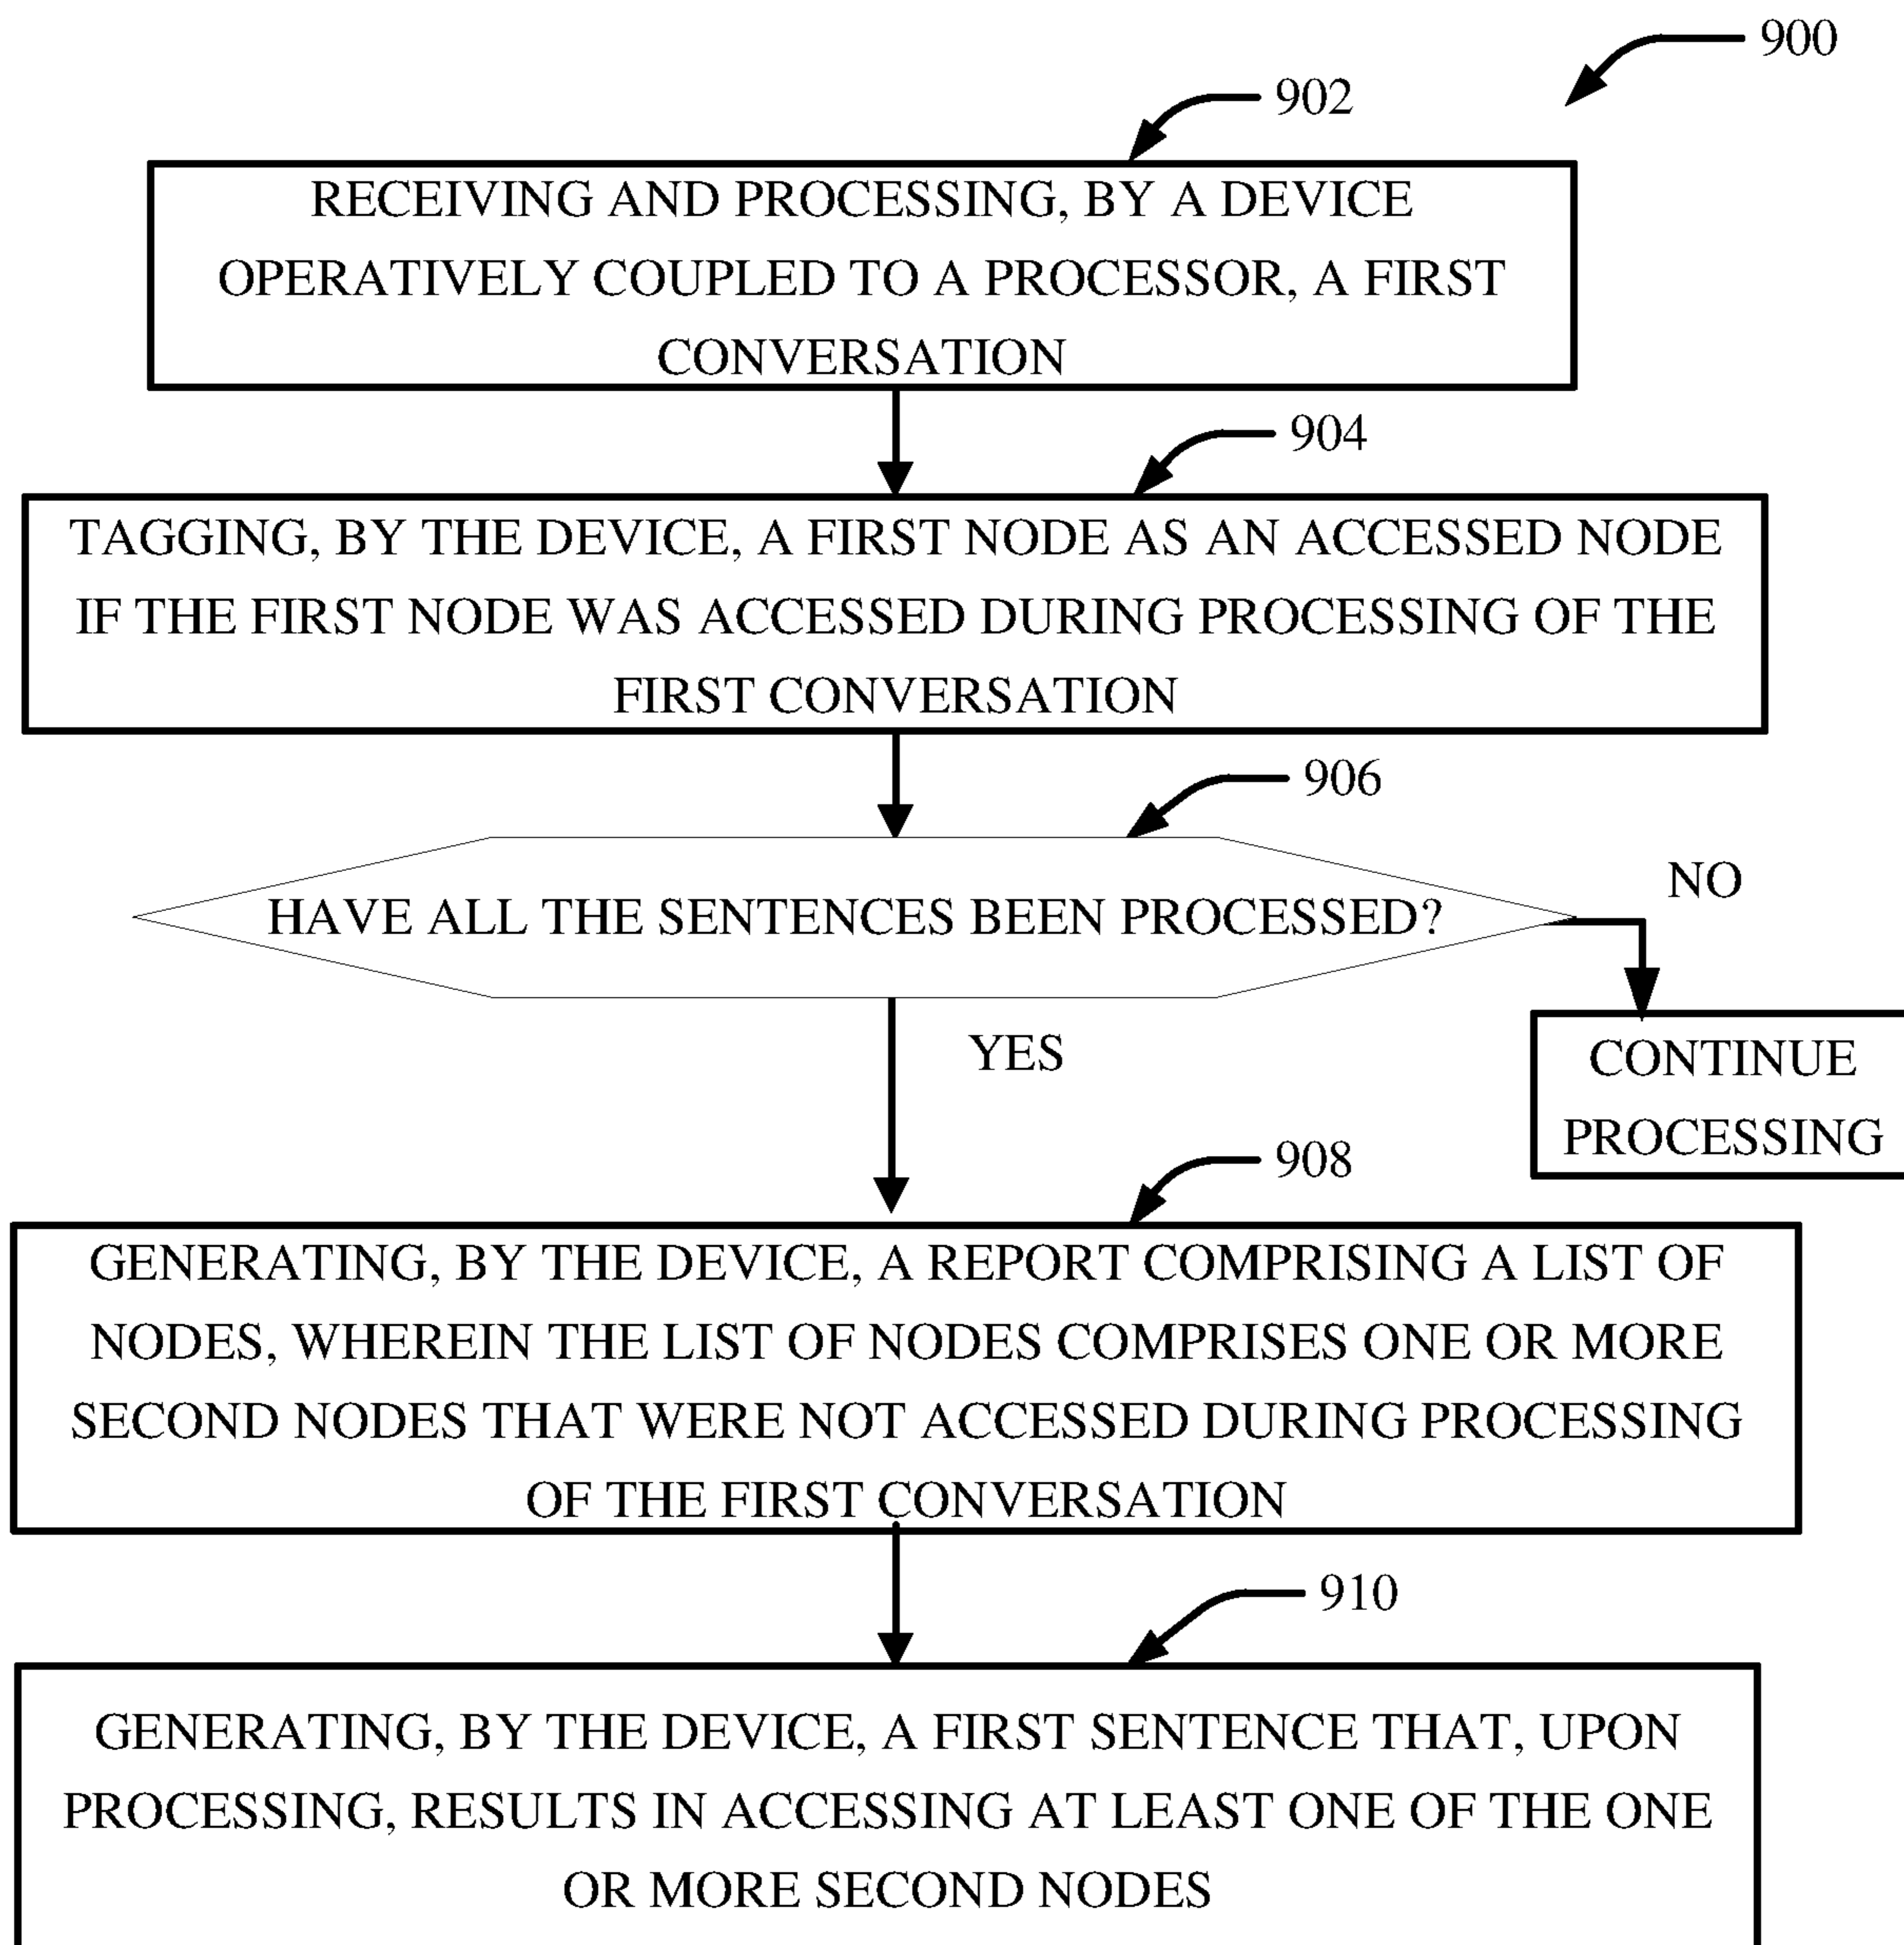 900
902
RECEIVING AND PROCESSING, BY A DEVICE
OPERATIVELY COUPLED TO A PROCESSOR, A FIRST
CONVERSATION
904
TAGGING, BY THE DEVICE, A FIRST NODE AS AN ACCESSED NODE
IF THE FIRST NODE WAS ACCESSED DURING PROCESSING OF THE
FIRST CONVERSATION
906
HAVE ALL THE SENTENCES BEEN PROCESSED?
NO
YES
CONTINUE
PROCESSING
908
GENERATING, BY THE DEVICE, A REPORT COMPRISING A LIST OF
NODES, WHEREIN THE LIST OF NODES COMPRISES ONE OR MORE
SECOND NODES THAT WERE NOT ACCESSED DURING PROCESSING
OF THE FIRST CONVERSATION
910
GENERATING, BY THE DEVICE, A FIRST SENTENCE THAT, UPON
PROCESSING, RESULTS IN ACCESSING AT LEAST ONE OF THE ONE
OR MORE SECOND NODES